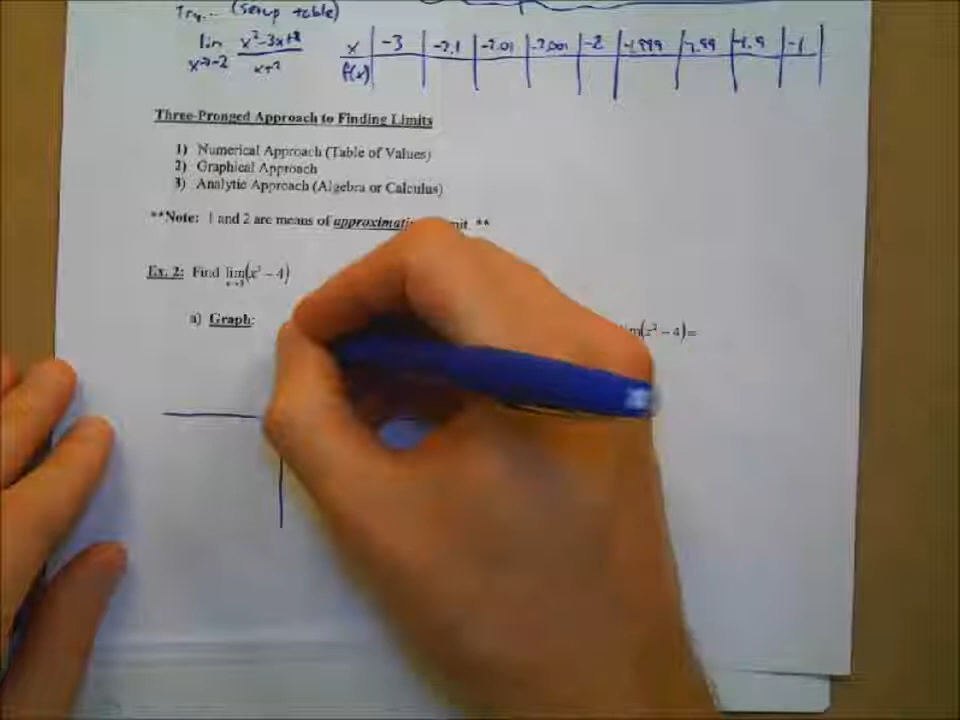 Try... (setup table)
lim x→-2 x²-3x+2 / x+2
x -3 -2.1 -2.01 -2.001 -2 -1.999 -1.99 -1.9 -1
f(x)
Three-Pronged Approach to Finding Limits
1) Numerical Approach (Table of Values)
2) Graphical Approach
3) Analytic Approach (Algebra or Calculus)
**Note: 1 and 2 are means of **
Ex. 2: Find lim (x² – 4)
a) Graph:
(x² – 4) =